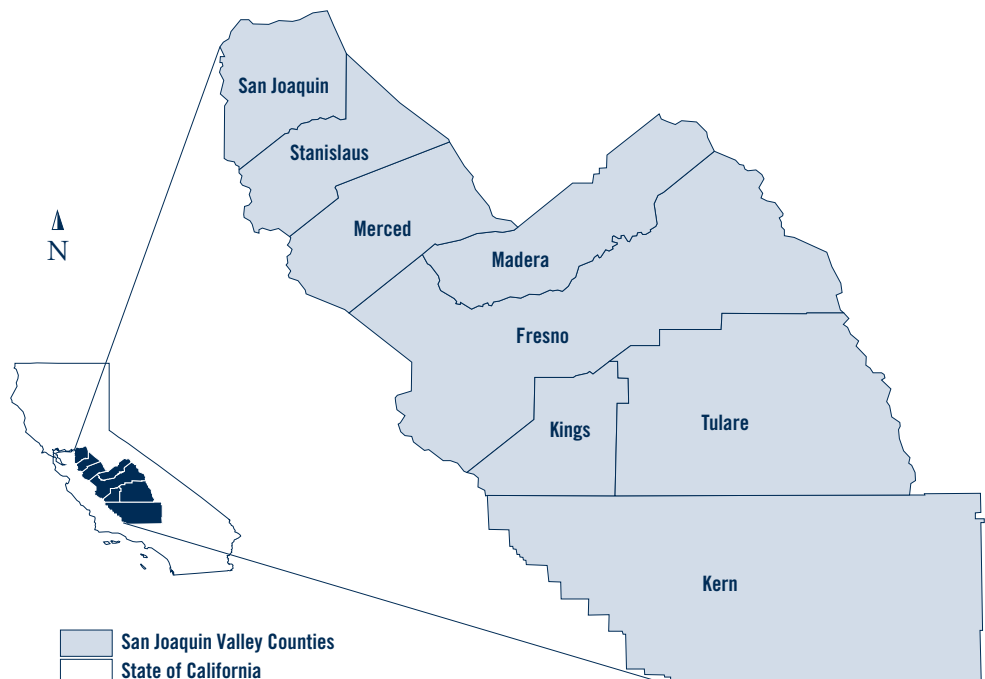 San Joaquin
Stanislaus
Merced
N
Madera
Fresno
Kings
Tulare
Kern
San Joaquin Valley Counties
State of California